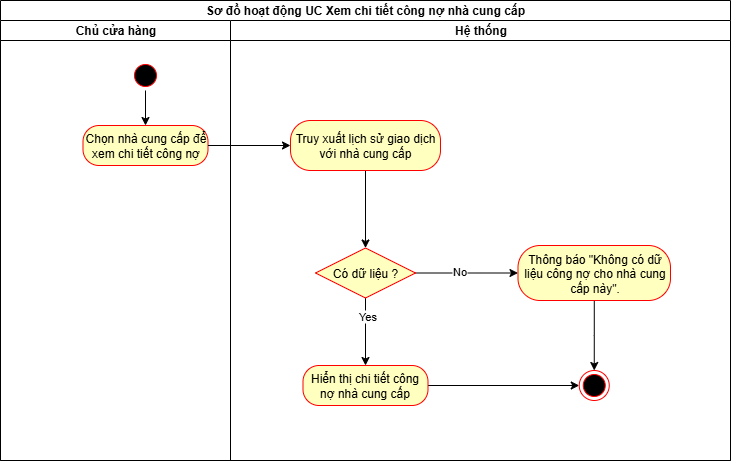 Sơ đồ hoạt động UC Xem chi tiết công nợ nhà cung cấp
Chủ cửa hàng
Hệ thống
Chọn nhà cung cấp để
xem chi tiết công nợ
Truy xuất lịch sử giao dịch
với nhà cung cấp
Có dữ liệu ?
No
Thông báo "Không có dữ
liệu công nợ cho nhà cung
cấp này".
Yes
Hiển thị chi tiết công
nợ nhà cung cấp